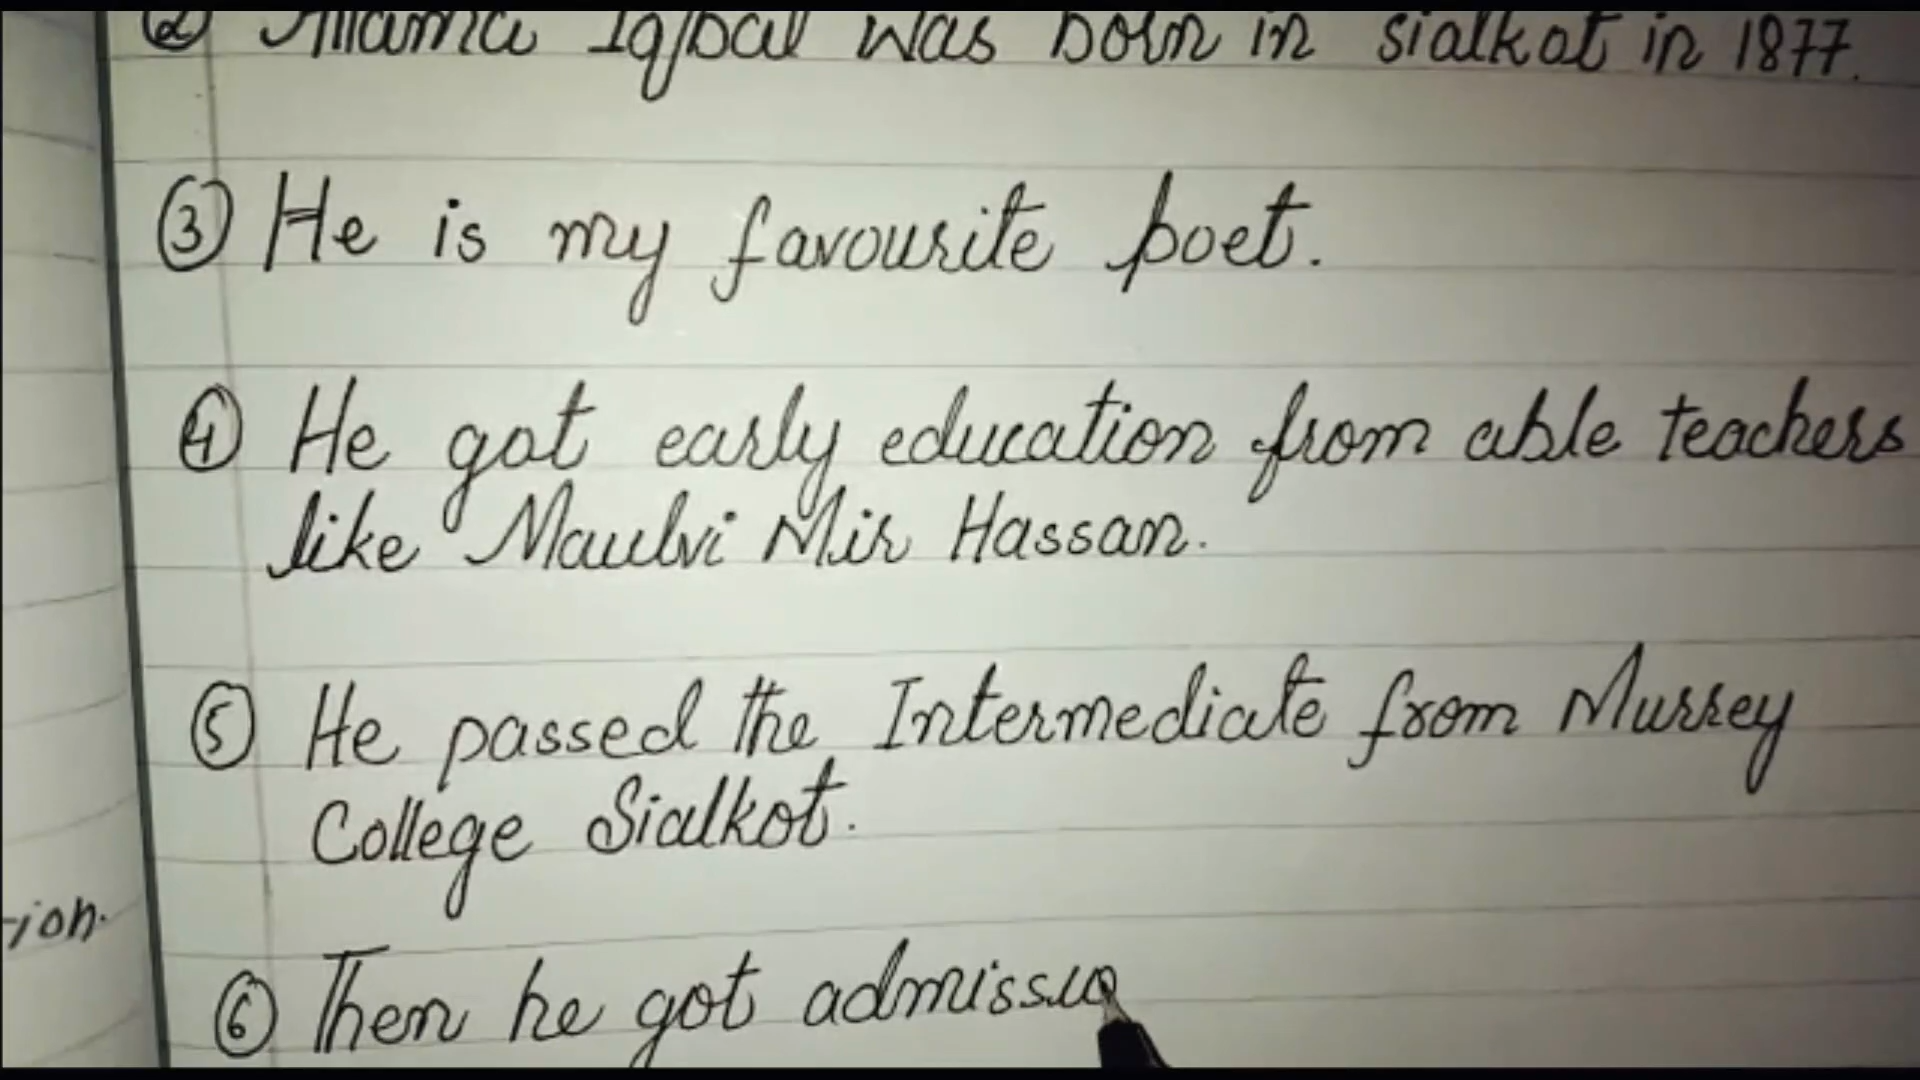 ② Allama Iqbal was born in sialkot in 1877.
③ He is my favourite poet.
④ He got early education from able teachers
like Maulvi Mir Hassan.
⑤ He passed the Intermediate from Murrey
College Sialkot.
-ion.
⑥ Then he got admissio